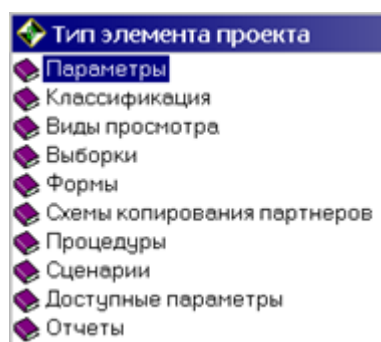 Тип элемента проекта
Параметры
Классификация
Виды просмотра
Выборки
Формы
Схемы копирования партнеров
Процедуры
Сценарии
Доступные параметры
Отчеты